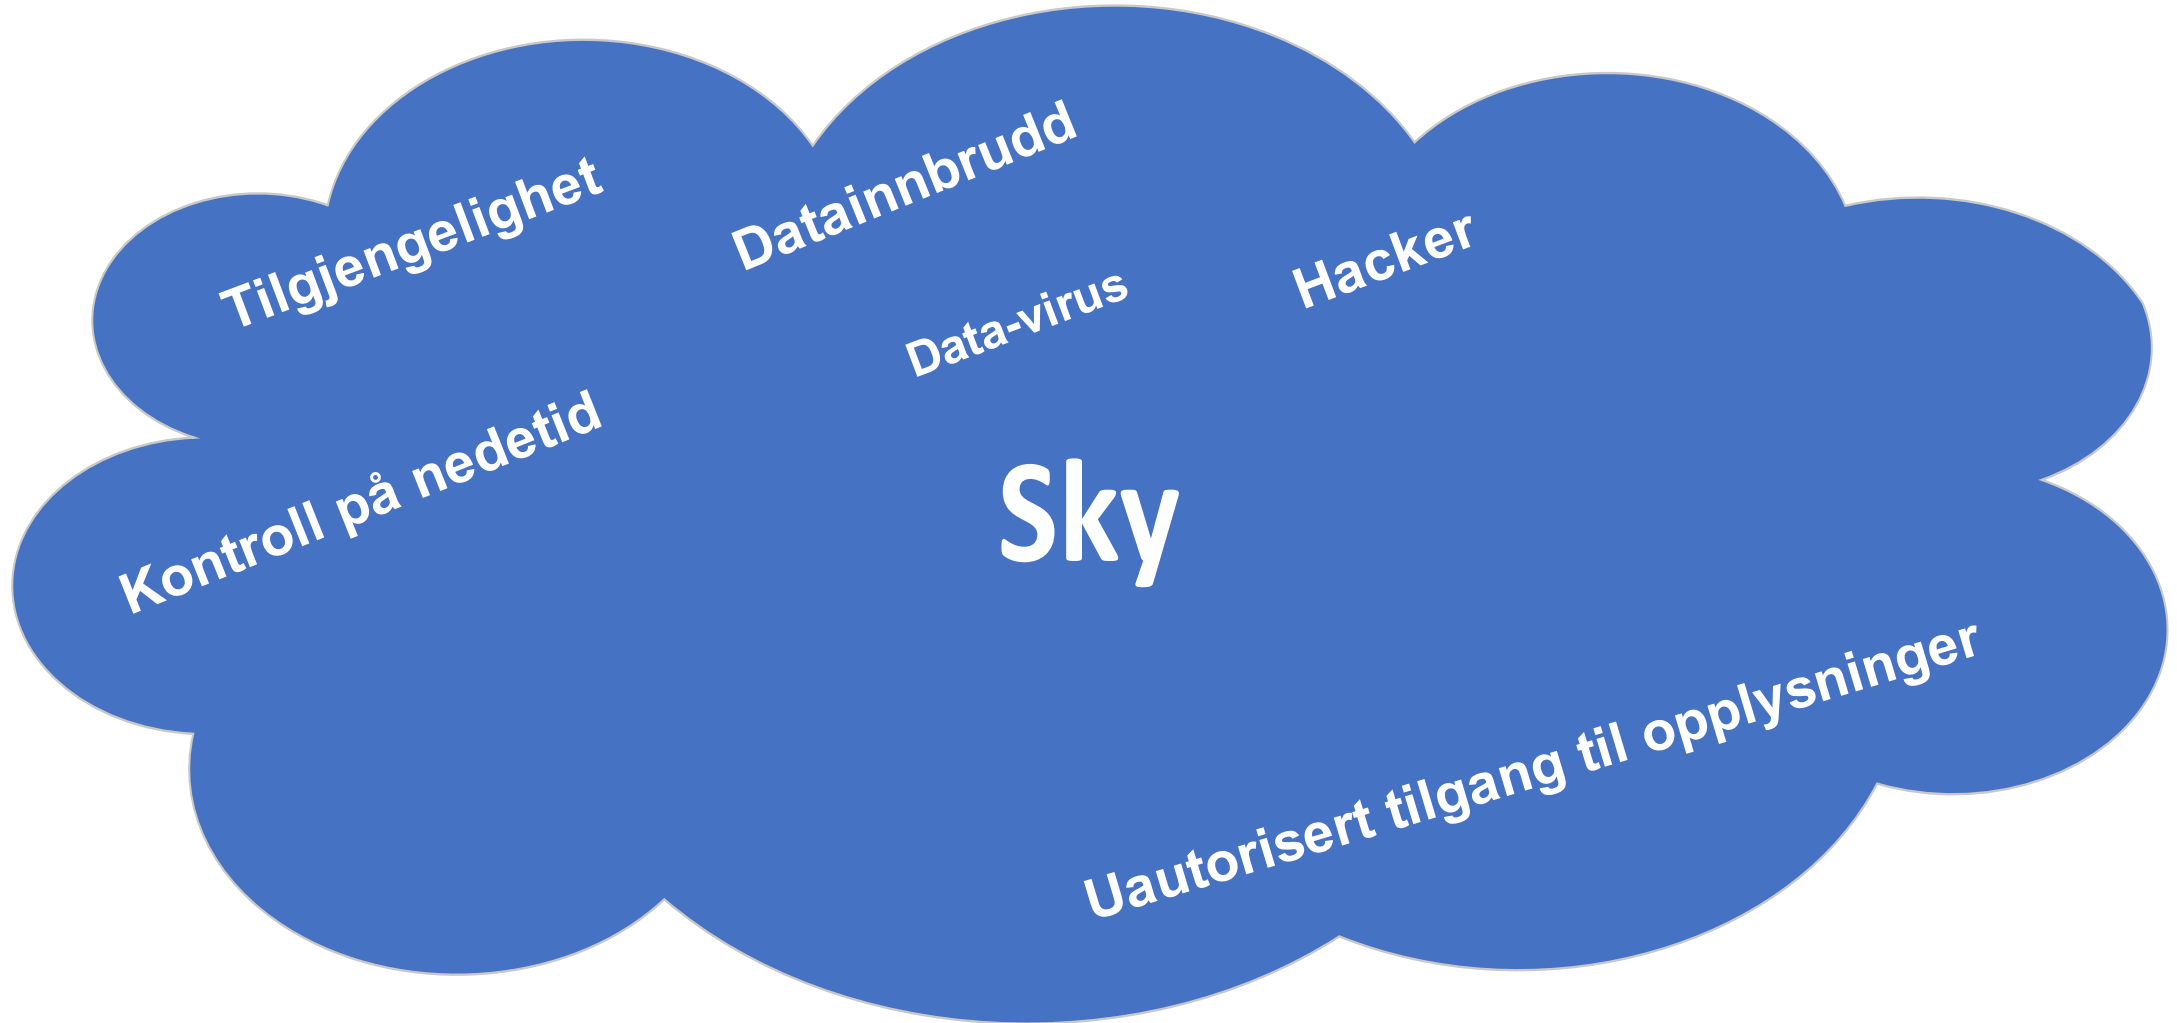 Tilgjengelighet
Datainnbrudd
Hacker
Data-virus
Kontroll på nedetid
Sky
Uautorisert tilgang til opplysninger